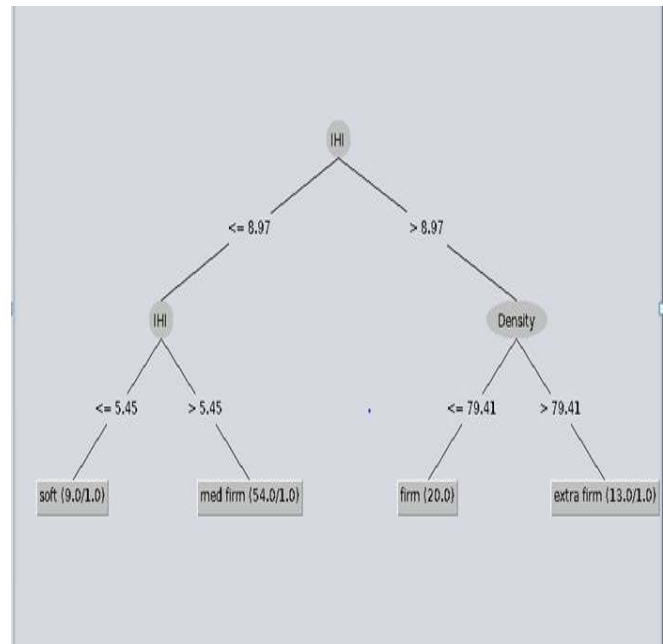 IHI
<= 8.97
> 8.97
IHI
Density
<= 5.45
> 5.45
<= 79.41
> 79.41
soft (9.0/1.0)
med firm (54.0/1.0)
firm (20.0)
extra firm (13.0/1.0)